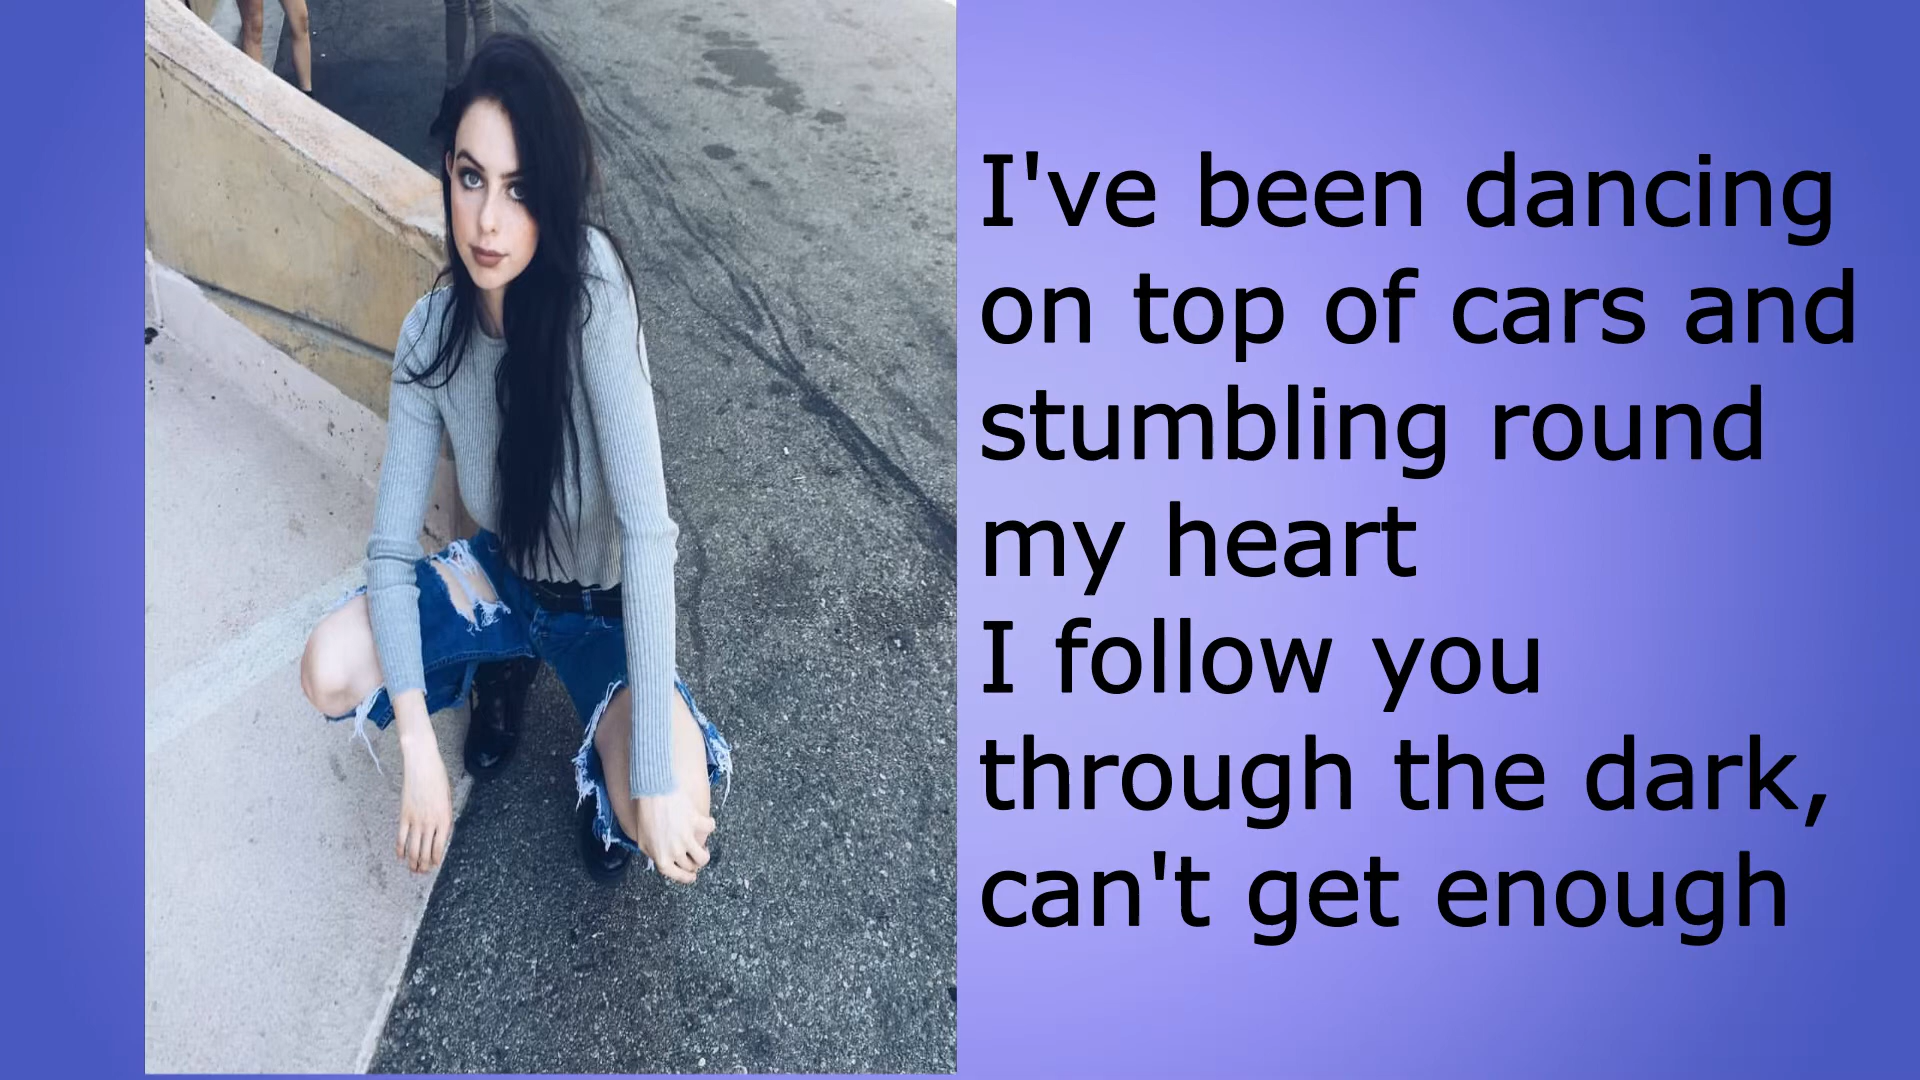 I've been dancing
on top of cars and
stumbling round
my heart
I follow you
through the dark,
can't get enough